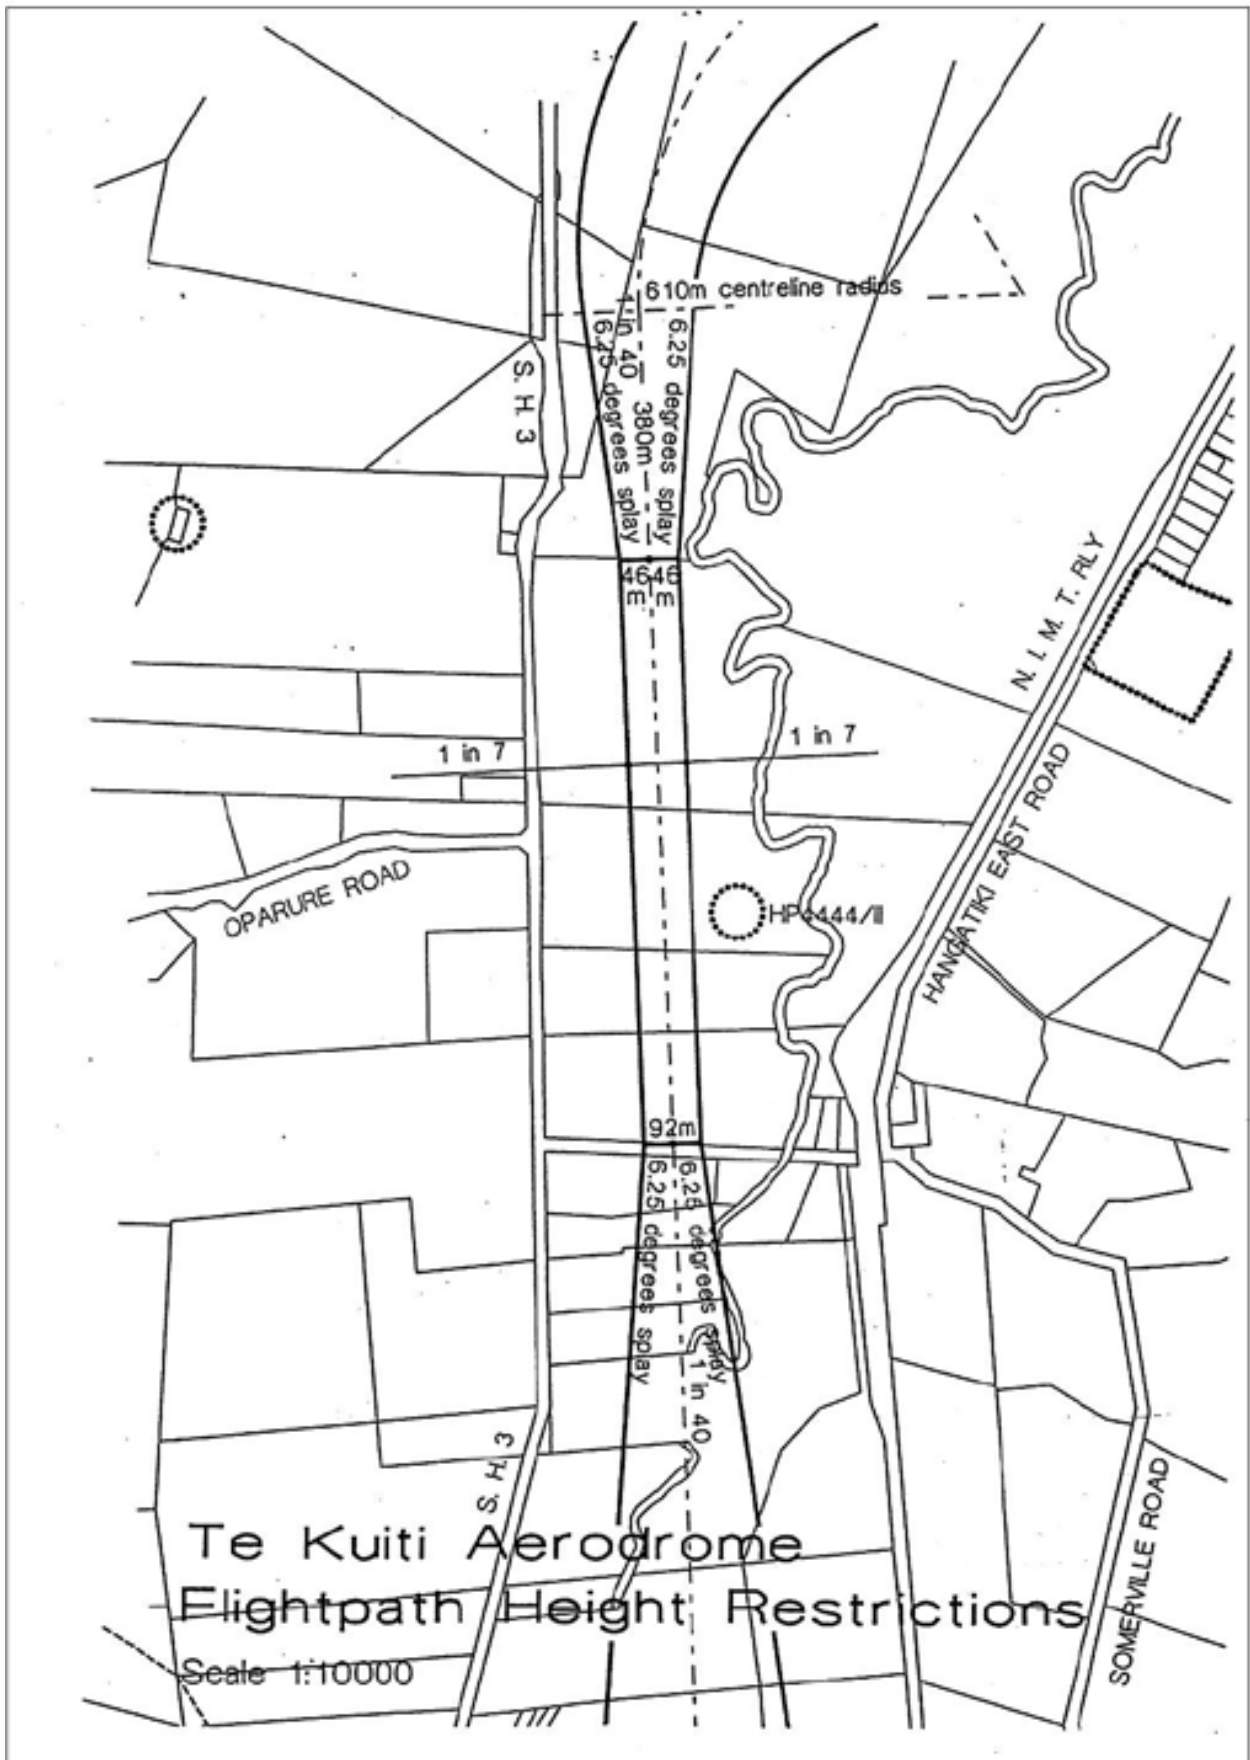 610m centreline radius
1 in 40
6.25 degrees splay
380m
6.25 degrees splay
S. H. 3
46 m
46 m
N. I. M. T. RLY
1 in 7
1 in 7
HANGATIKI EAST ROAD
OPARURE ROAD
HP4444/III
92m
6.25 degrees splay
6.25 degrees splay
1 in 40
S. H. 3
SOMERVILLE ROAD
Te Kuiti Aerodrome
Flightpath Height Restrictions
Scale 1:10000